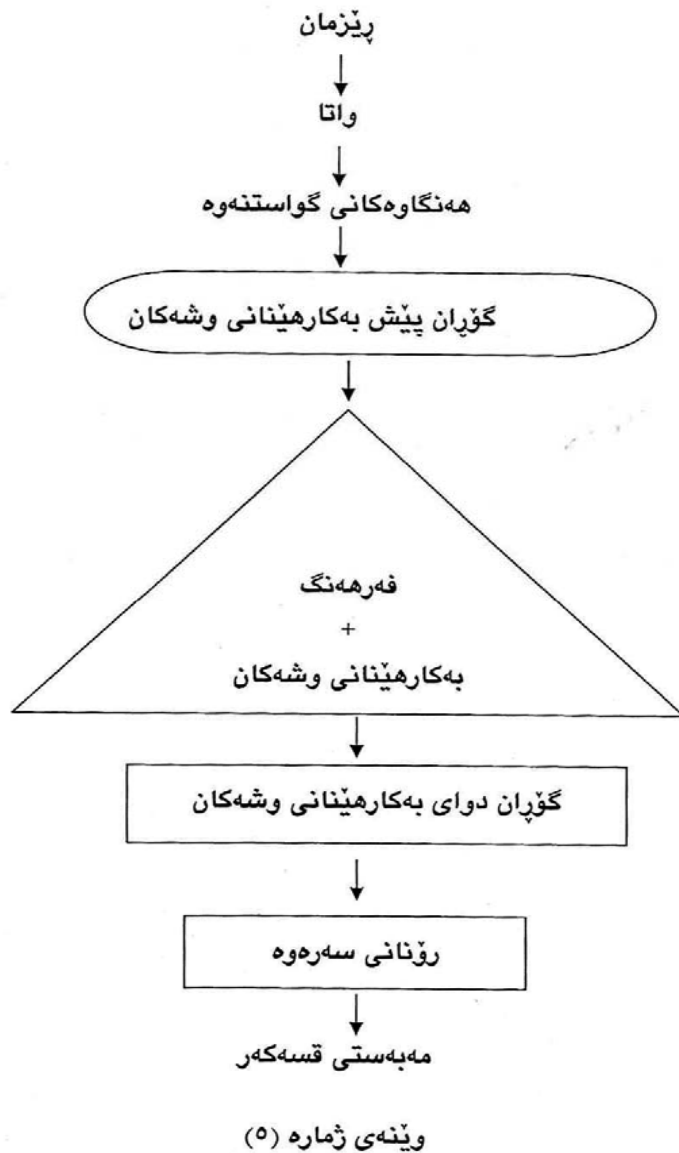 ڕێزمان
واتا
هەنگاوەکانی گواستنەوە
گۆڕان پێش بەکارهێنانی وشەکان
فەرهەنگ
+
بەکارهێنانی وشەکان
گۆڕان دوای بەکارهێنانی وشەکان
رۆنانی سەرەوە
مەبەستی قسەکەر
وێنەی ژمارە (٥)